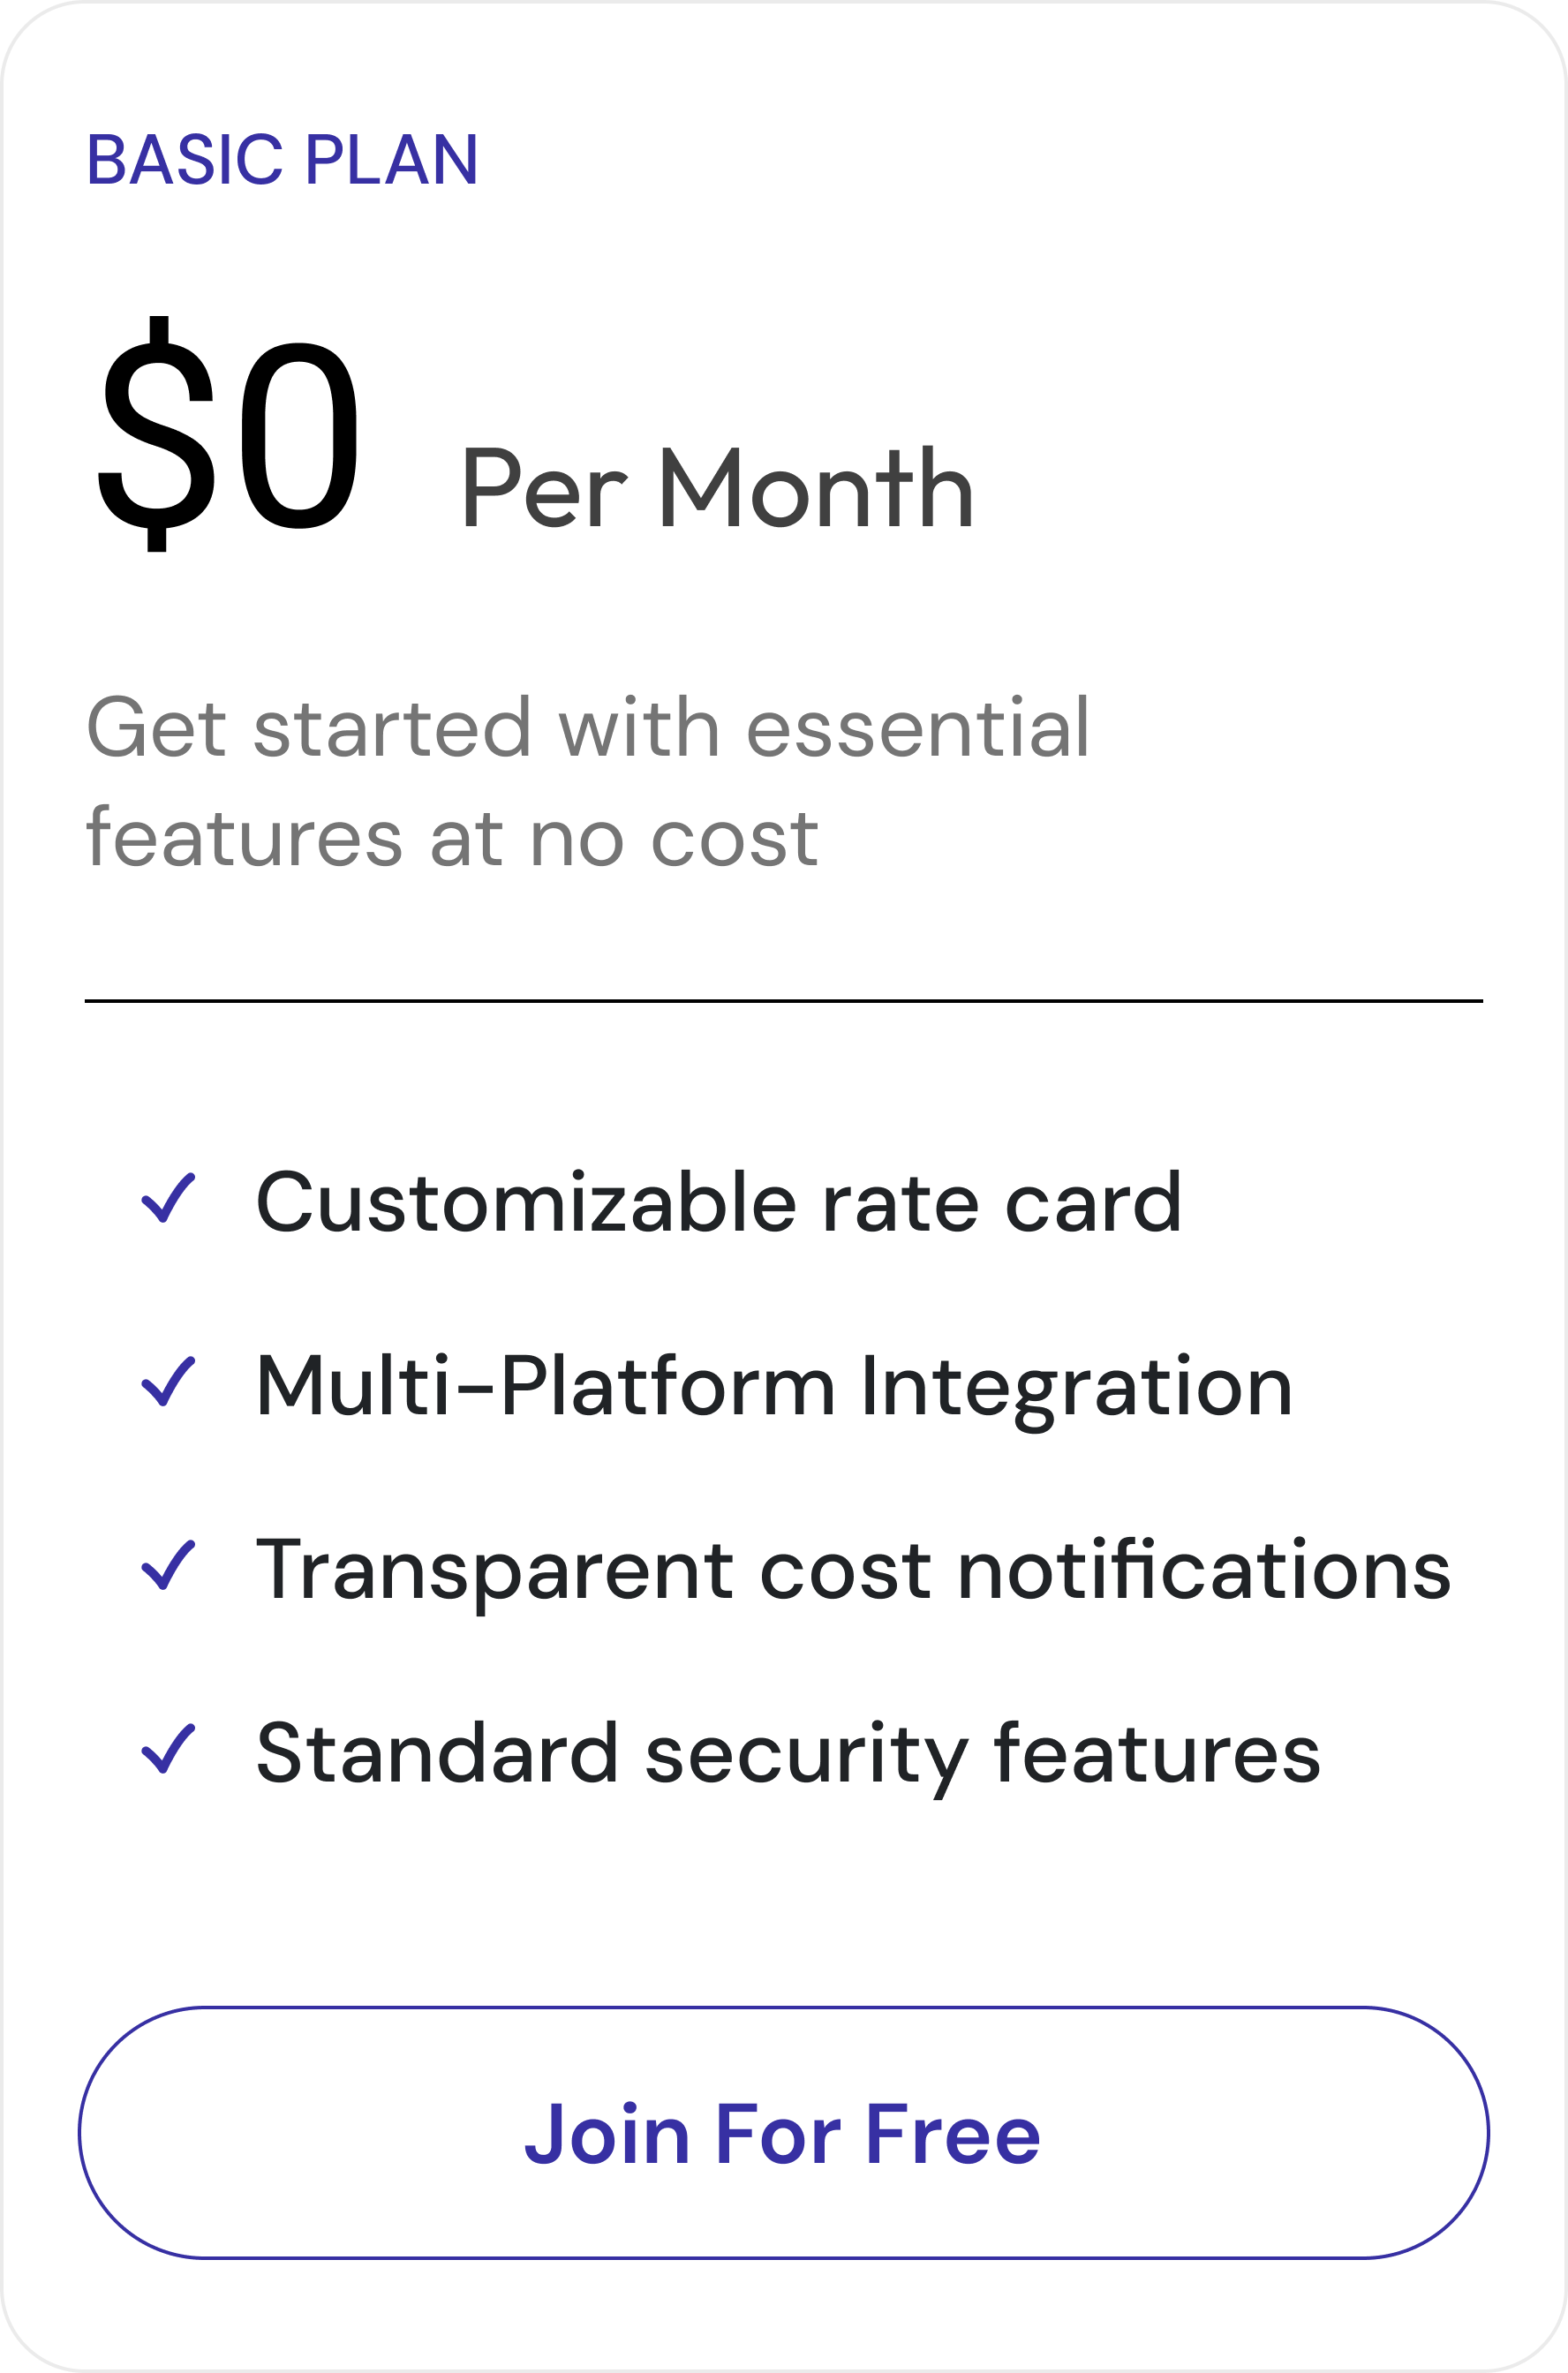 BASIC PLAN
$0 Per Month
Get started with essential
features at no cost
Customizable rate card
Multi-Platform Integration
Transparent cost notifications
Standard security features
Join For Free